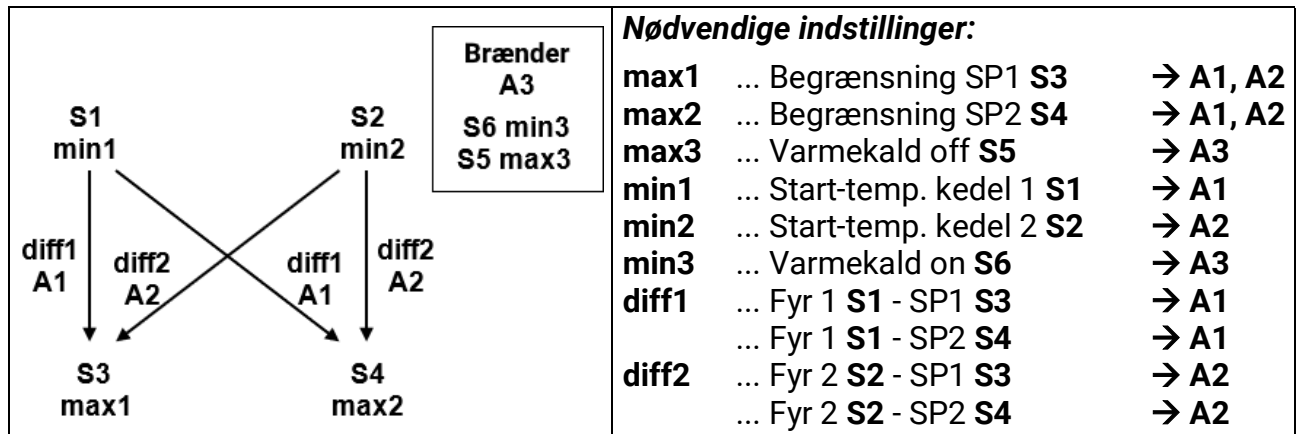 Brænder
A3
S6 min3
S5 max3
S1
min1
S2
min2
diff1
A1
diff2
A2
diff1
A1
diff2
A2
S3
max1
S4
max2
Nødvendige indstillinger:
max1 ... Begrænsning SP1 S3 → A1, A2
max2 ... Begrænsning SP2 S4 → A1, A2
max3 ... Varmekald off S5 → A3
min1 ... Start-temp. kedel 1 S1 → A1
min2 ... Start-temp. kedel 2 S2 → A2
min3 ... Varmekald on S6 → A3
diff1 ... Fyr 1 S1 - SP1 S3 → A1
... Fyr 1 S1 - SP2 S4 → A1
diff2 ... Fyr 2 S2 - SP1 S3 → A2
... Fyr 2 S2 - SP2 S4 → A2